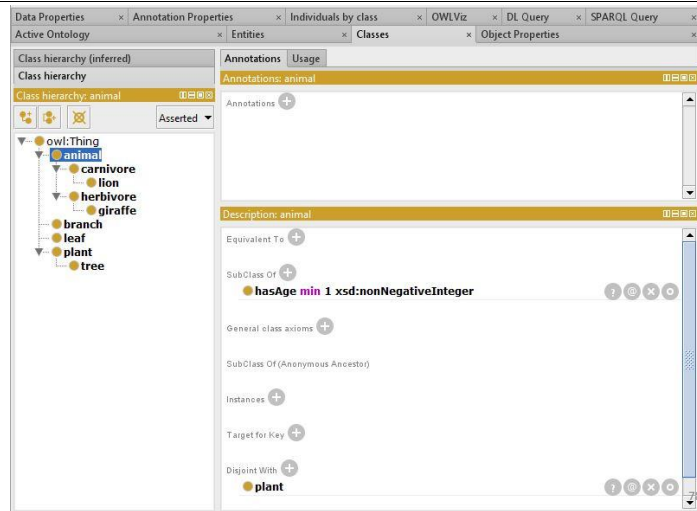 Data Properties × Annotation Properties × Individuals by class × OWLViz × DL Query × SPARQL Query ×
Active Ontology × Entities × Classes × Object Properties ×
Class hierarchy (inferred)
Class hierarchy
Class hierarchy: animal
Asserted
owl:Thing
animal
carnivore
lion
herbivore
giraffe
branch
leaf
plant
tree
Annotations Usage
Annotations: animal
Annotations
Description: animal
Equivalent To
SubClass Of
hasAge min 1 xsd:nonNegativeInteger
General class axioms
SubClass Of (Anonymous Ancestor)
Instances
Target for Key
Disjoint With
plant